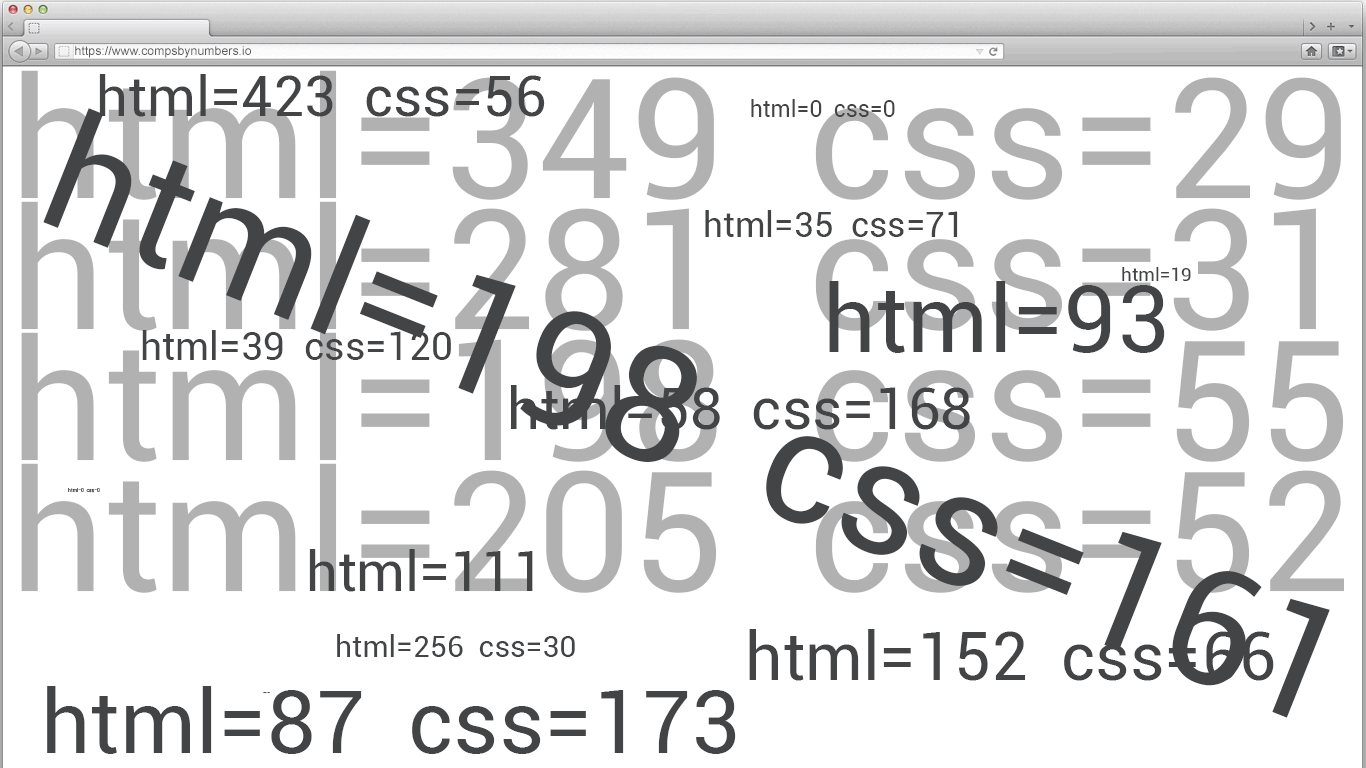 https://www.compsbynumbers.io
html=423 css=56
html=349 css=29
html=0 css=0
html=198 css=161
html=281 css=31
html=35 css=71
html=19
html=93
html=39 css=120
html=198 css=55
html=58 css=168
html=205 css=52
html=0 css=0
html=111
html=256 css=30
html=152 css=66
html=87 css=173